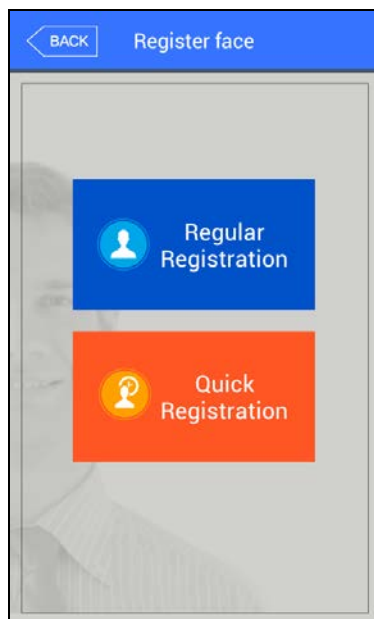 BACK
Register face
Regular
Registration
Quick
Registration